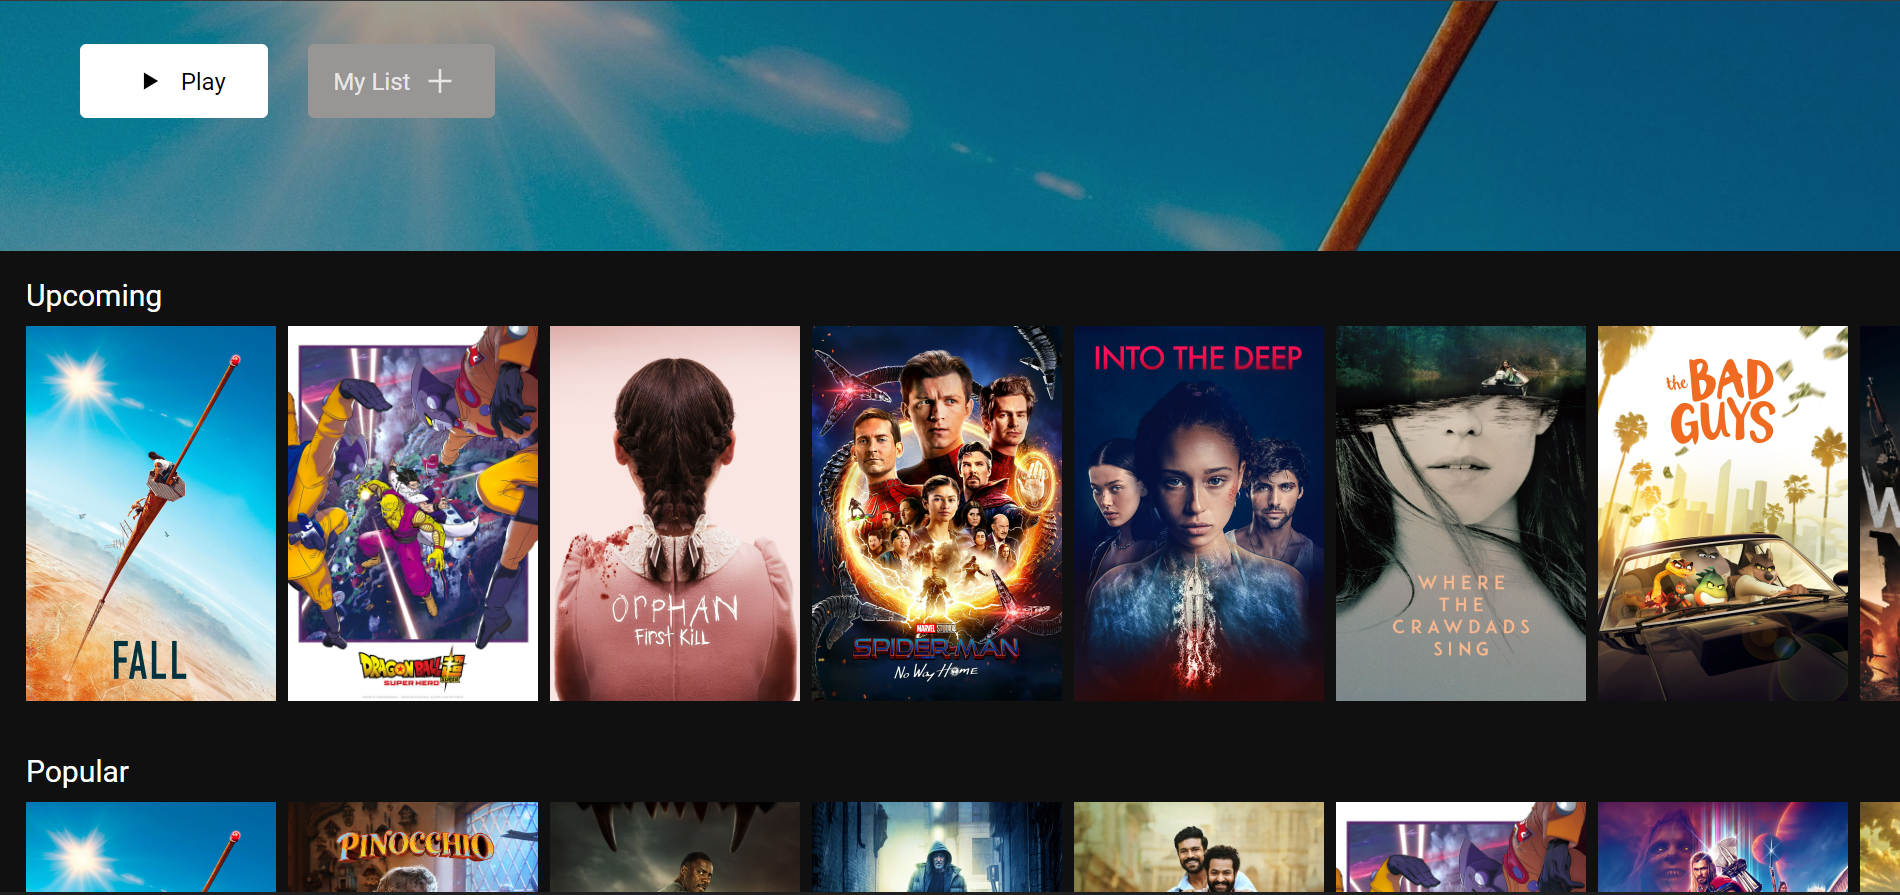 Play
My List
Upcoming
FALL
DRAGON BALL
SUPER
SUPER HERO
ORPHAN
First Kill
MARVEL STUDIOS
SPIDER-MAN
No Way Home
INTO THE DEEP
WHERE
THE
CRAWDADS
SING
the BAD
GUYS
W
Popular
PINOCCHIO